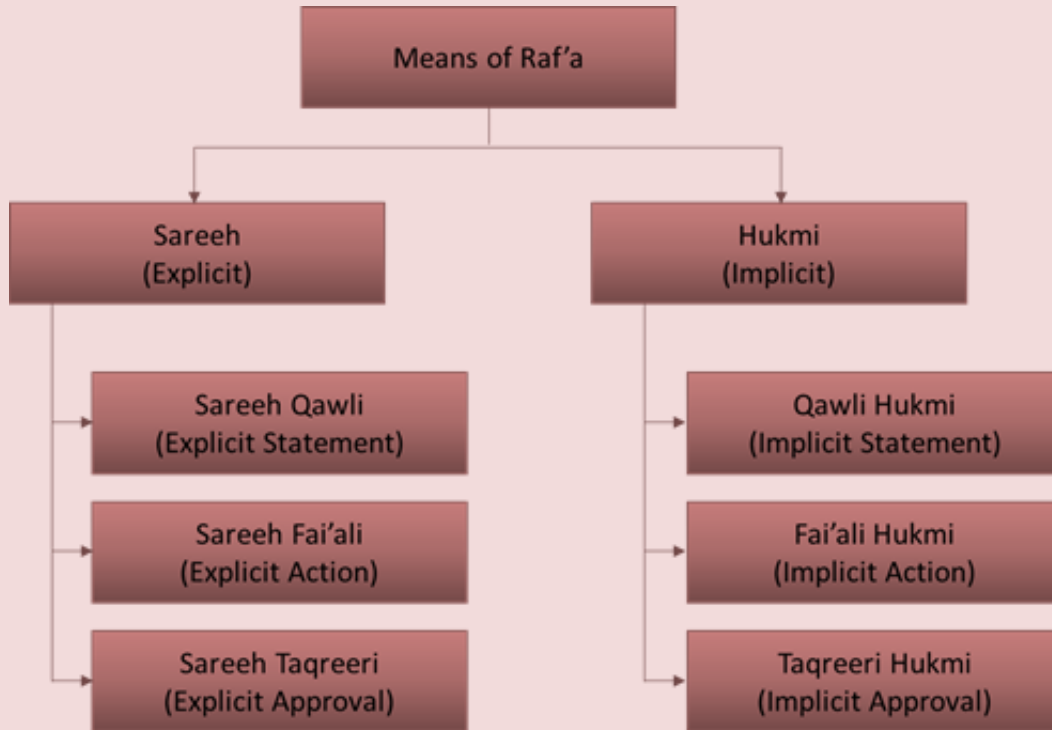 Means of Raf'a
Sareeh
(Explicit)
Hukmi
(Implicit)
Sareeh Qawli
(Explicit Statement)
Sareeh Fai'ali
(Explicit Action)
Sareeh Taqreeri
(Explicit Approval)
Qawli Hukmi
(Implicit Statement)
Fai'ali Hukmi
(Implicit Action)
Taqreeri Hukmi
(Implicit Approval)